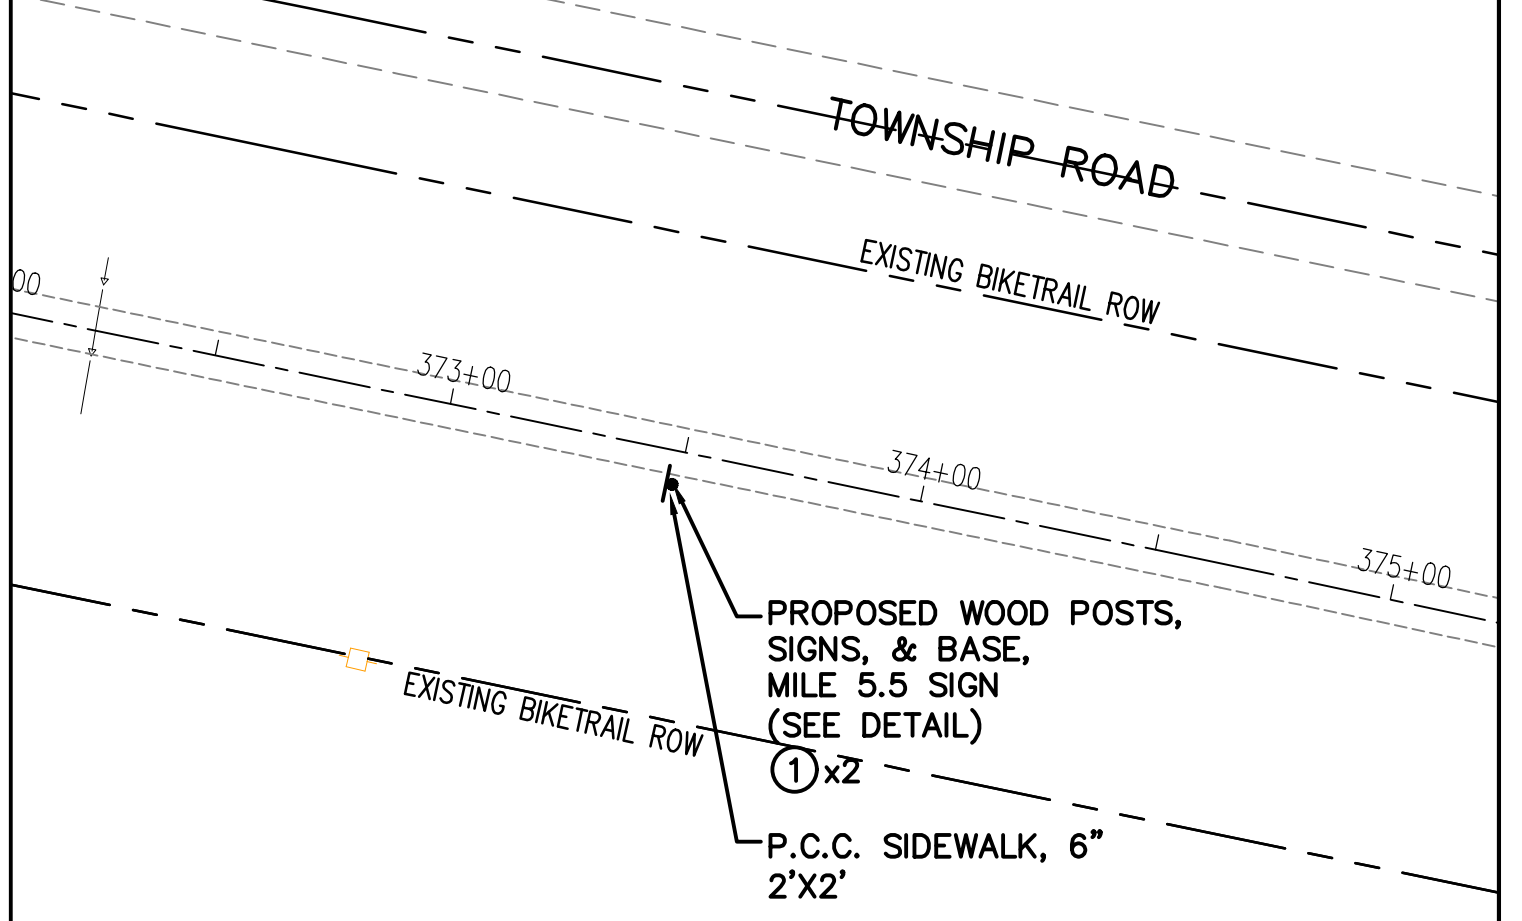 TOWNSHIP ROAD
EXISTING BIKETRAIL ROW
00
373+00
374+00
375+00
PROPOSED WOOD POSTS,
SIGNS, & BASE,
MILE 5.5 SIGN
(SEE DETAIL)
1 x2
EXISTING BIKETRAIL ROW
P.C.C. SIDEWALK, 6”
2'X2'